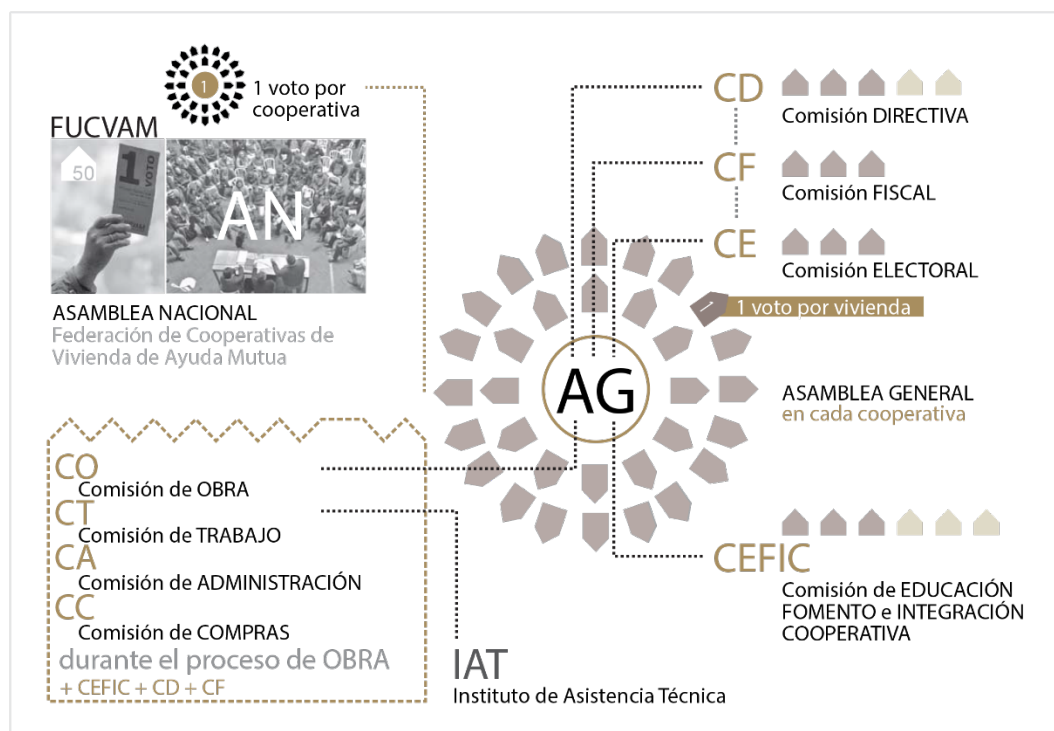 1
1 voto por
cooperativa
FUCVAM
50
1
VOTO
AN
ASAMBLEA NACIONAL
Federación de Cooperativas de
Vivienda de Ayuda Mutua
CD
Comisión DIRECTIVA
CF
Comisión FISCAL
CE
Comisión ELECTORAL
1
1 voto por vivienda
AG
ASAMBLEA GENERAL
en cada cooperativa
CO
Comisión de OBRA
CT
Comisión de TRABAJO
CA
Comisión de ADMINISTRACIÓN
CC
Comisión de COMPRAS
durante el proceso de OBRA
+ CEFIC + CD + CF
IAT
Instituto de Asistencia Técnica
CEFIC
Comisión de EDUCACIÓN
FOMENTO e INTEGRACIÓN
COOPERATIVA